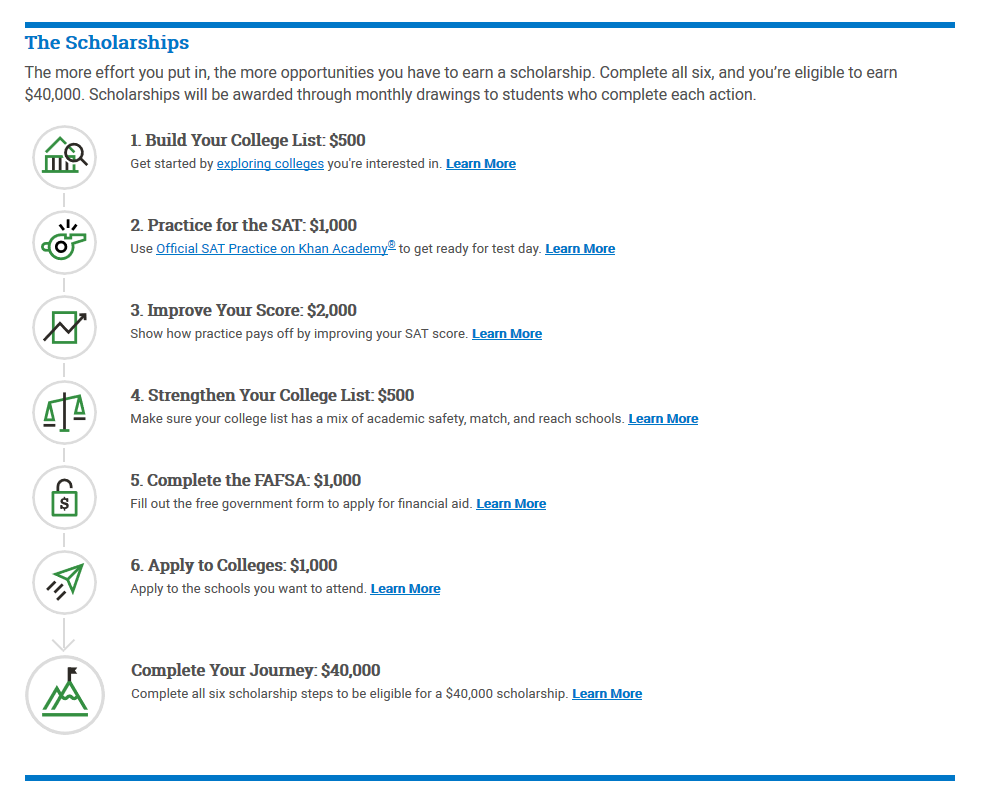 The Scholarships
The more effort you put in, the more opportunities you have to earn a scholarship. Complete all six, and you’re eligible to earn
$40,000. Scholarships will be awarded through monthly drawings to students who complete each action.
1. Build Your College List: $500
Get started by exploring colleges you're interested in. Learn More
2. Practice for the SAT: $1,000
Use Official SAT Practice on Khan Academy® to get ready for test day. Learn More
3. Improve Your Score: $2,000
Show how practice pays off by improving your SAT score. Learn More
4. Strengthen Your College List: $500
Make sure your college list has a mix of academic safety, match, and reach schools. Learn More
$
5. Complete the FAFSA: $1,000
Fill out the free government form to apply for financial aid. Learn More
6. Apply to Colleges: $1,000
Apply to the schools you want to attend. Learn More
Complete Your Journey: $40,000
Complete all six scholarship steps to be eligible for a $40,000 scholarship. Learn More